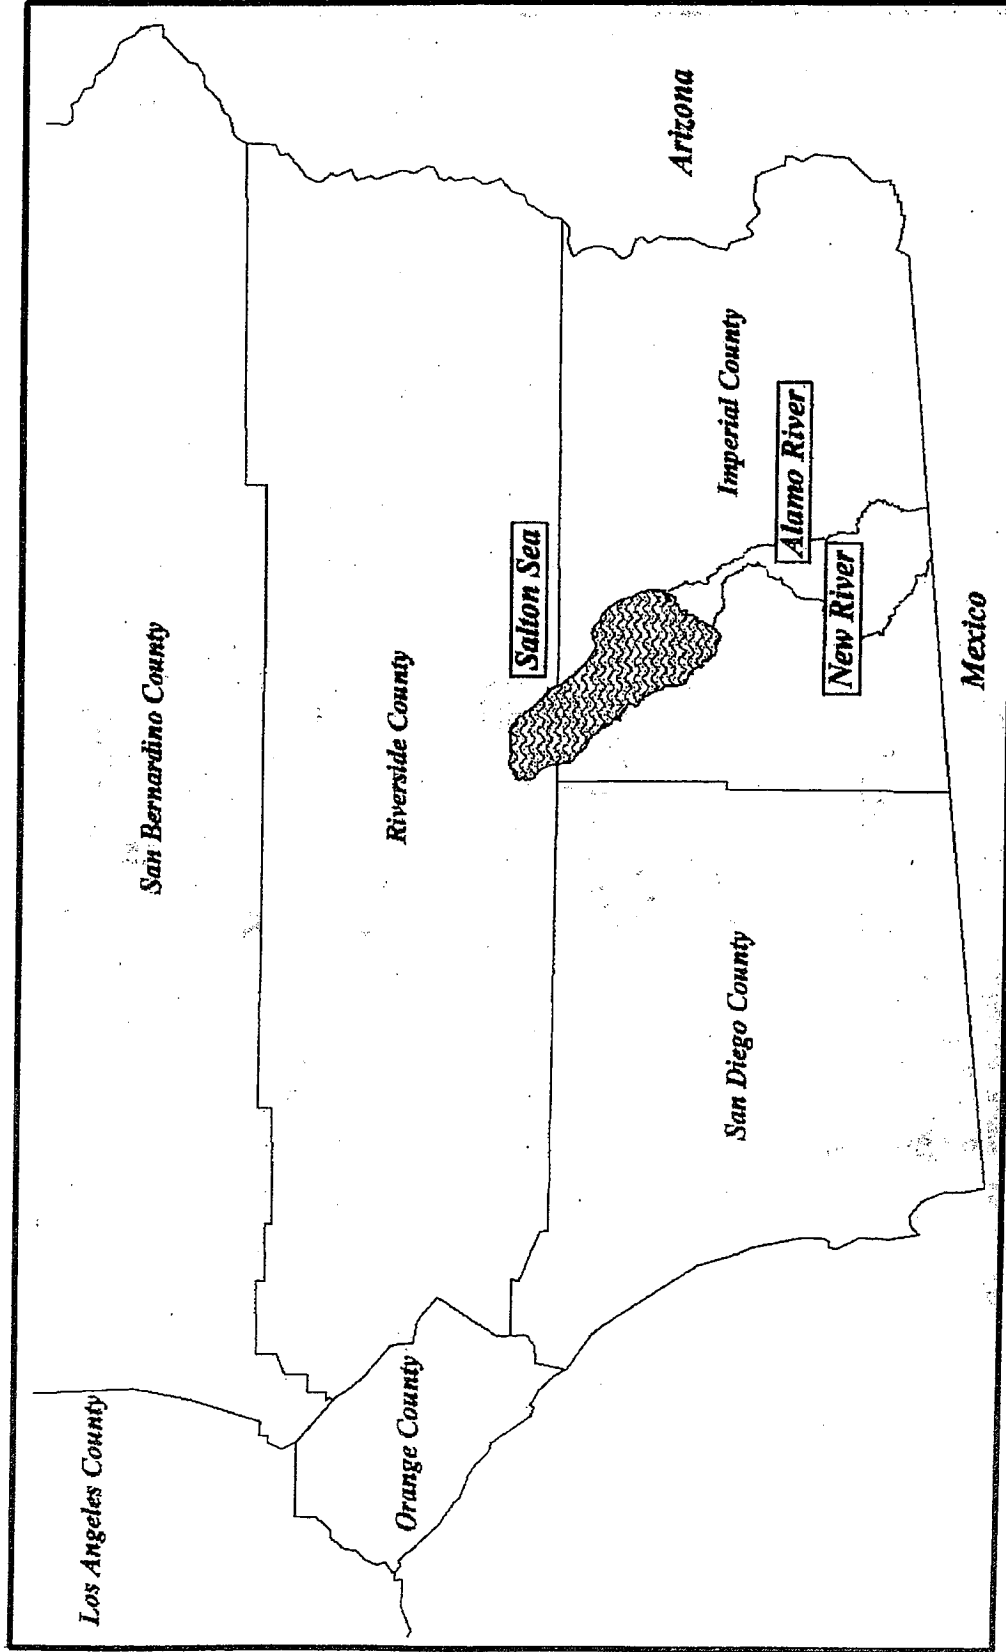 San Bernardino County
Los Angeles County
Riverside County
Orange County
Salton Sea
Arizona
Imperial County
San Diego County
Alamo River
New River
Mexico